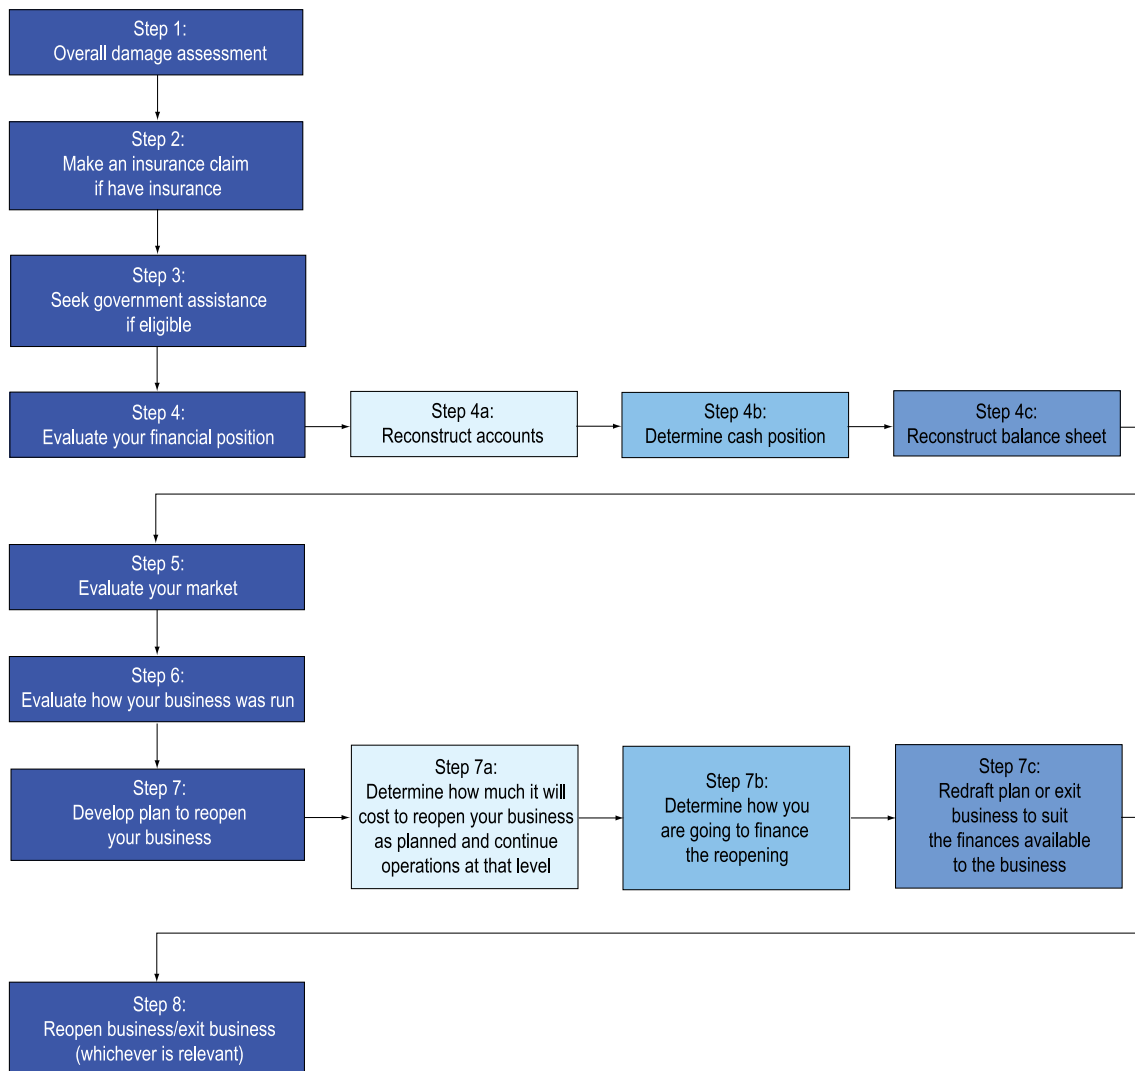 Step 1:
Overall damage assessment
Step 2:
Make an insurance claim
if have insurance
Step 3:
Seek government assistance
if eligible
Step 4:
Evaluate your financial position
Step 4a:
Reconstruct accounts
Step 4b:
Determine cash position
Step 4c:
Reconstruct balance sheet
Step 5:
Evaluate your market
Step 6:
Evaluate how your business was run
Step 7:
Develop plan to reopen
your business
Step 7a:
Determine how much it will
cost to reopen your business
as planned and continue
operations at that level
Step 7b:
Determine how you
are going to finance
the reopening
Step 7c:
Redraft plan or exit
business to suit
the finances available
to the business
Step 8:
Reopen business/exit business
(whichever is relevant)